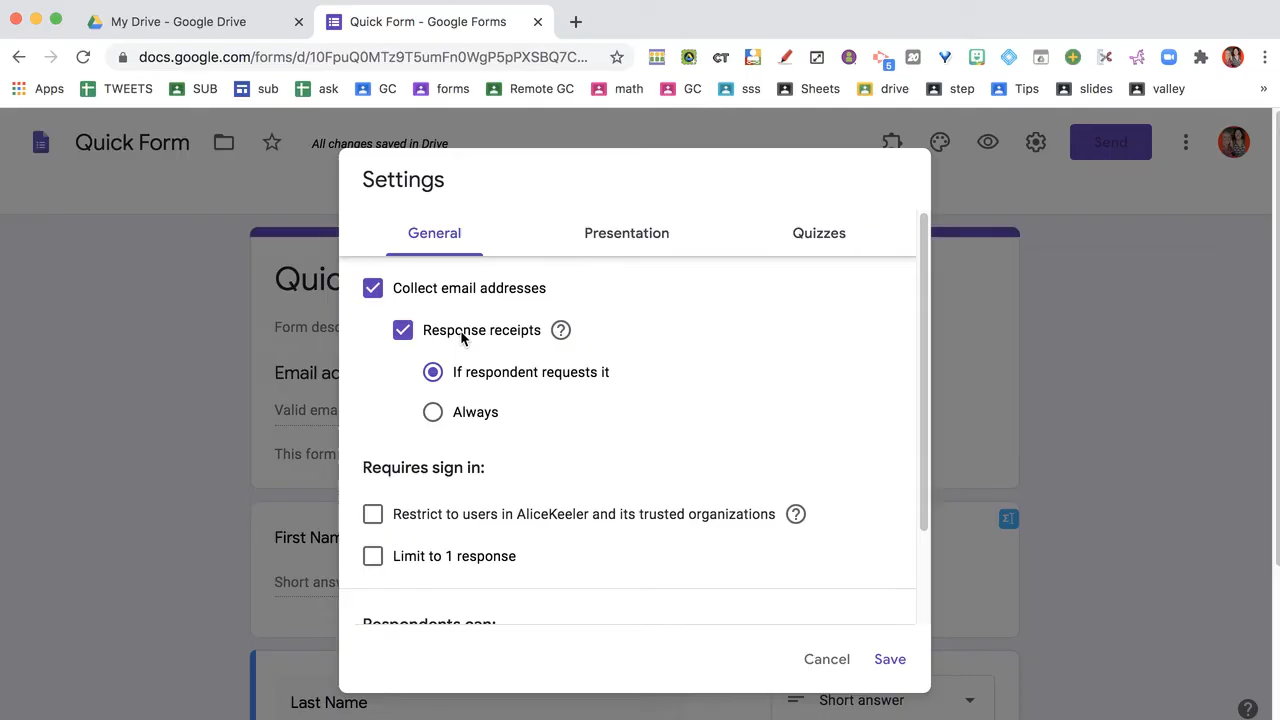 My Drive - Google Drive
Quick Form - Google Forms
docs.google.com/forms/d/10FpuQ0MTz9T5umFn0WgP5pPXSBQ7C...
CT
5
20
Apps
TWEETS
SUB
sub
ask
GC
forms
Remote GC
math
GC
sss
Sheets
drive
step
Tips
slides
valley
»
Quick Form
All changes saved in Drive
Send
Settings
General
Presentation
Quizzes
Quic
Form desc
Email ad
Valid emai
This form
Collect email addresses
Response receipts
If respondent requests it
Always
Requires sign in:
Restrict to users in AliceKeeler and its trusted organizations
Limit to 1 response
First Nam
Short answ
Respondents can:
Cancel
Save
Last Name
Short answer